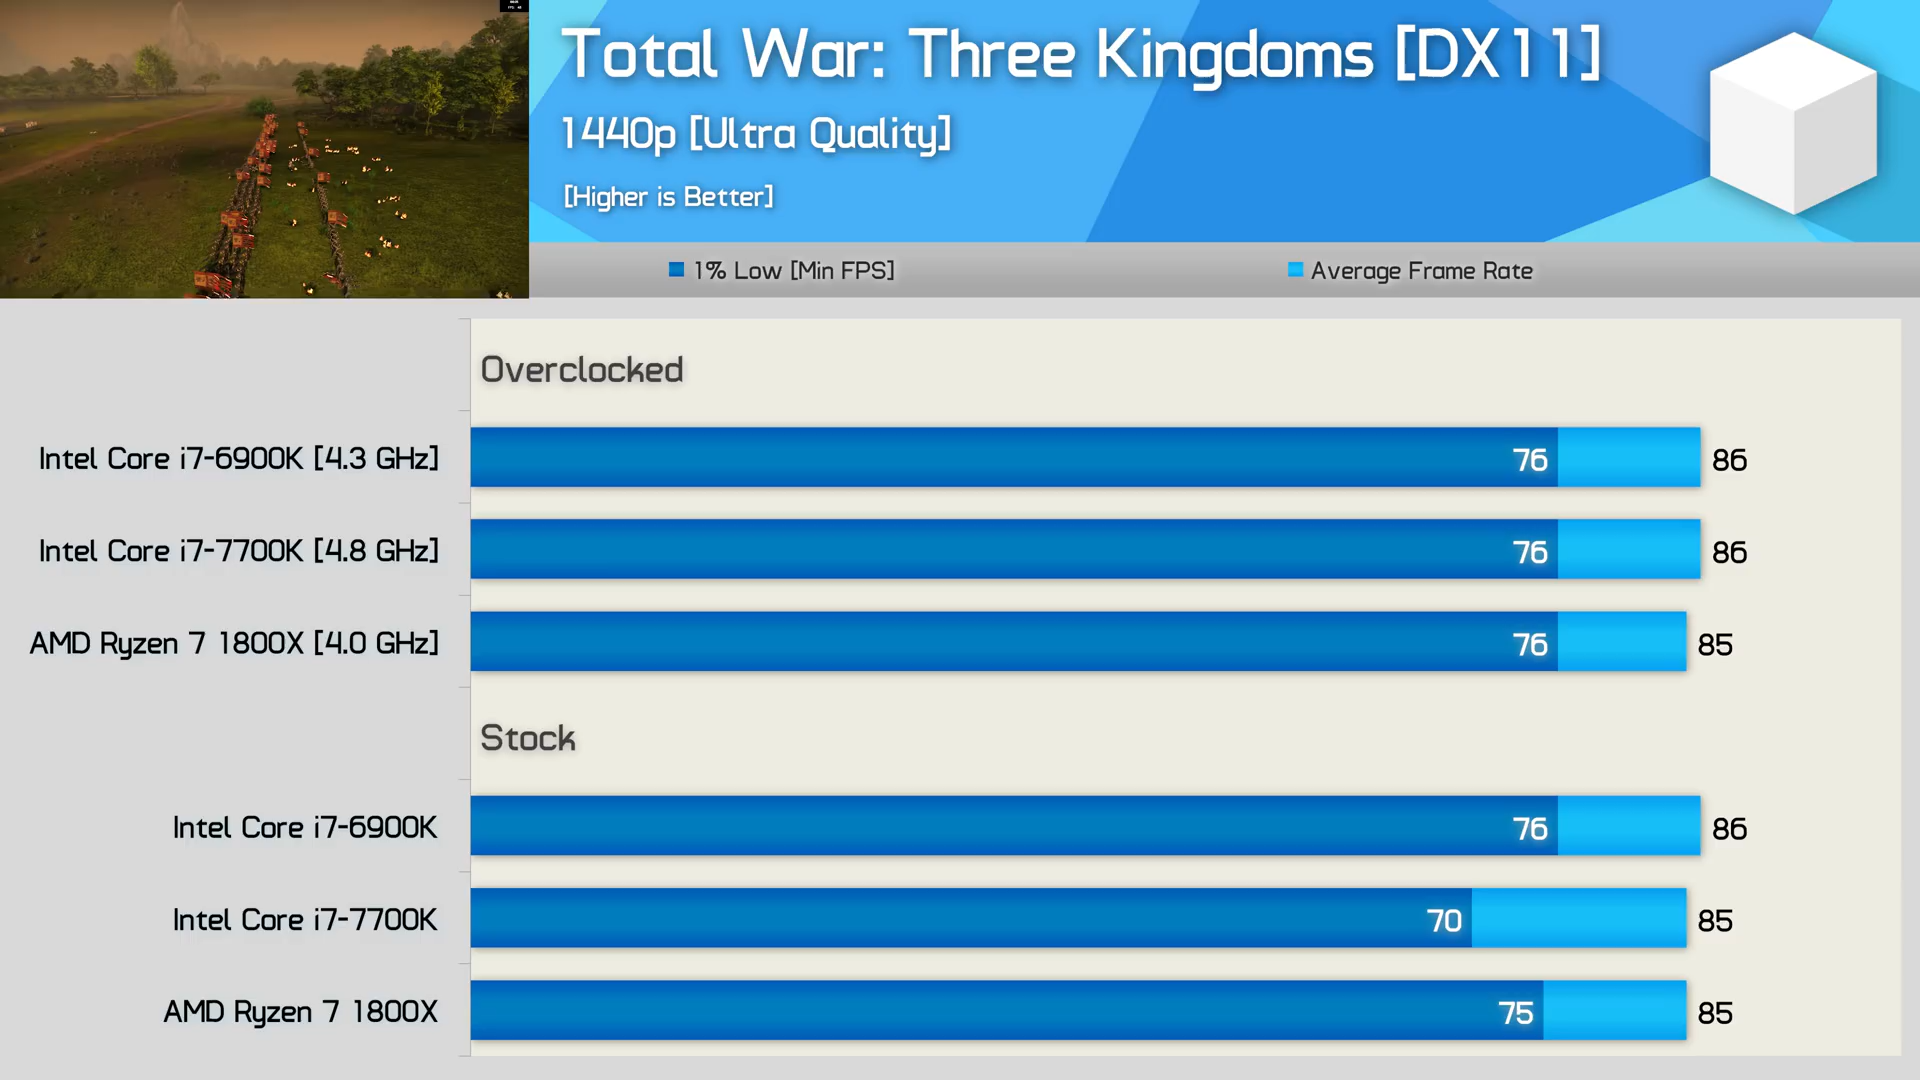 Total War: Three Kingdoms [DX11]
1440p [Ultra Quality]
[Higher is Better]
1% Low [Min FPS]
Average Frame Rate
Overclocked
Intel Core i7-6900K [4.3 GHz] 76 86
Intel Core i7-7700K [4.8 GHz] 76 86
AMD Ryzen 7 1800X [4.0 GHz] 76 85
Stock
Intel Core i7-6900K 76 86
Intel Core i7-7700K 70 85
AMD Ryzen 7 1800X 75 85